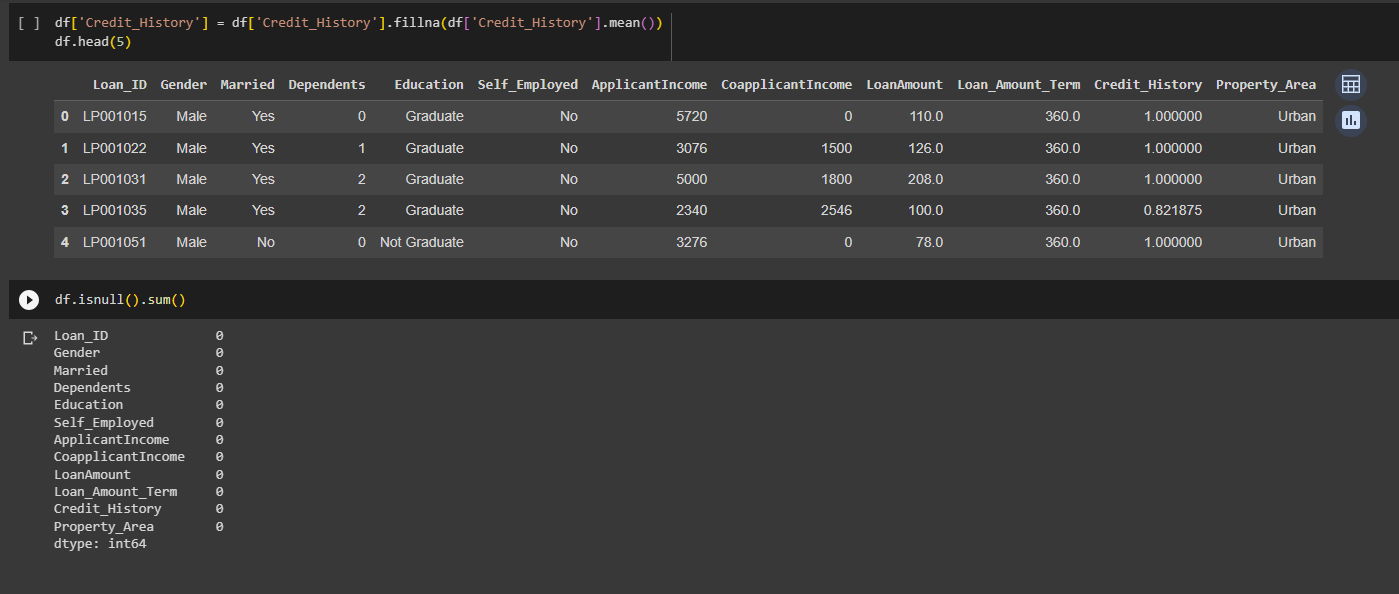 [ ] df['Credit_History'] = df['Credit_History'].fillna(df['Credit_History'].mean())
df.head(5)
Loan_ID Gender Married Dependents Education Self_Employed ApplicantIncome CoapplicantIncome LoanAmount Loan_Amount_Term Credit_History Property_Area
0 LP001015 Male Yes 0 Graduate No 5720 0 110.0 360.0 1.000000 Urban
1 LP001022 Male Yes 1 Graduate No 3076 1500 126.0 360.0 1.000000 Urban
2 LP001031 Male Yes 2 Graduate No 5000 1800 208.0 360.0 1.000000 Urban
3 LP001035 Male Yes 2 Graduate No 2340 2546 100.0 360.0 0.821875 Urban
4 LP001051 Male No 0 Not Graduate No 3276 0 78.0 360.0 1.000000 Urban
df.isnull().sum()
Loan_ID 0
Gender 0
Married 0
Dependents 0
Education 0
Self_Employed 0
ApplicantIncome 0
CoapplicantIncome 0
LoanAmount 0
Loan_Amount_Term 0
Credit_History 0
Property_Area 0
dtype: int64